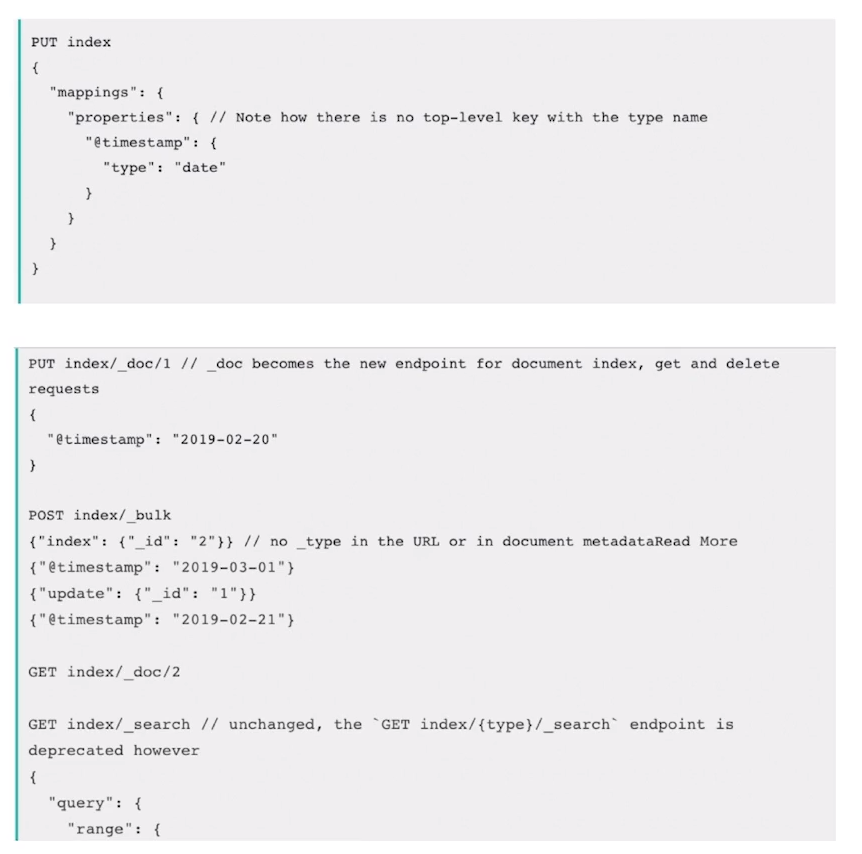 PUT index
{
  "mappings": {
    "properties": { // Note how there is no top-level key with the type name
      "@timestamp": {
        "type": "date"
      }
    }
  }
}
PUT index/_doc/1 // _doc becomes the new endpoint for document index, get and delete
requests
{
  "@timestamp": "2019-02-20"
}
POST index/_bulk
{"index": {"_id": "2"}} // no _type in the URL or in document metadataRead More
{"@timestamp": "2019-03-01"}
{"update": {"_id": "1"}}
{"@timestamp": "2019-02-21"}
GET index/_doc/2
GET index/_search // unchanged, the `GET index/{type}/_search` endpoint is
deprecated however
{
  "query": {
    "range": {